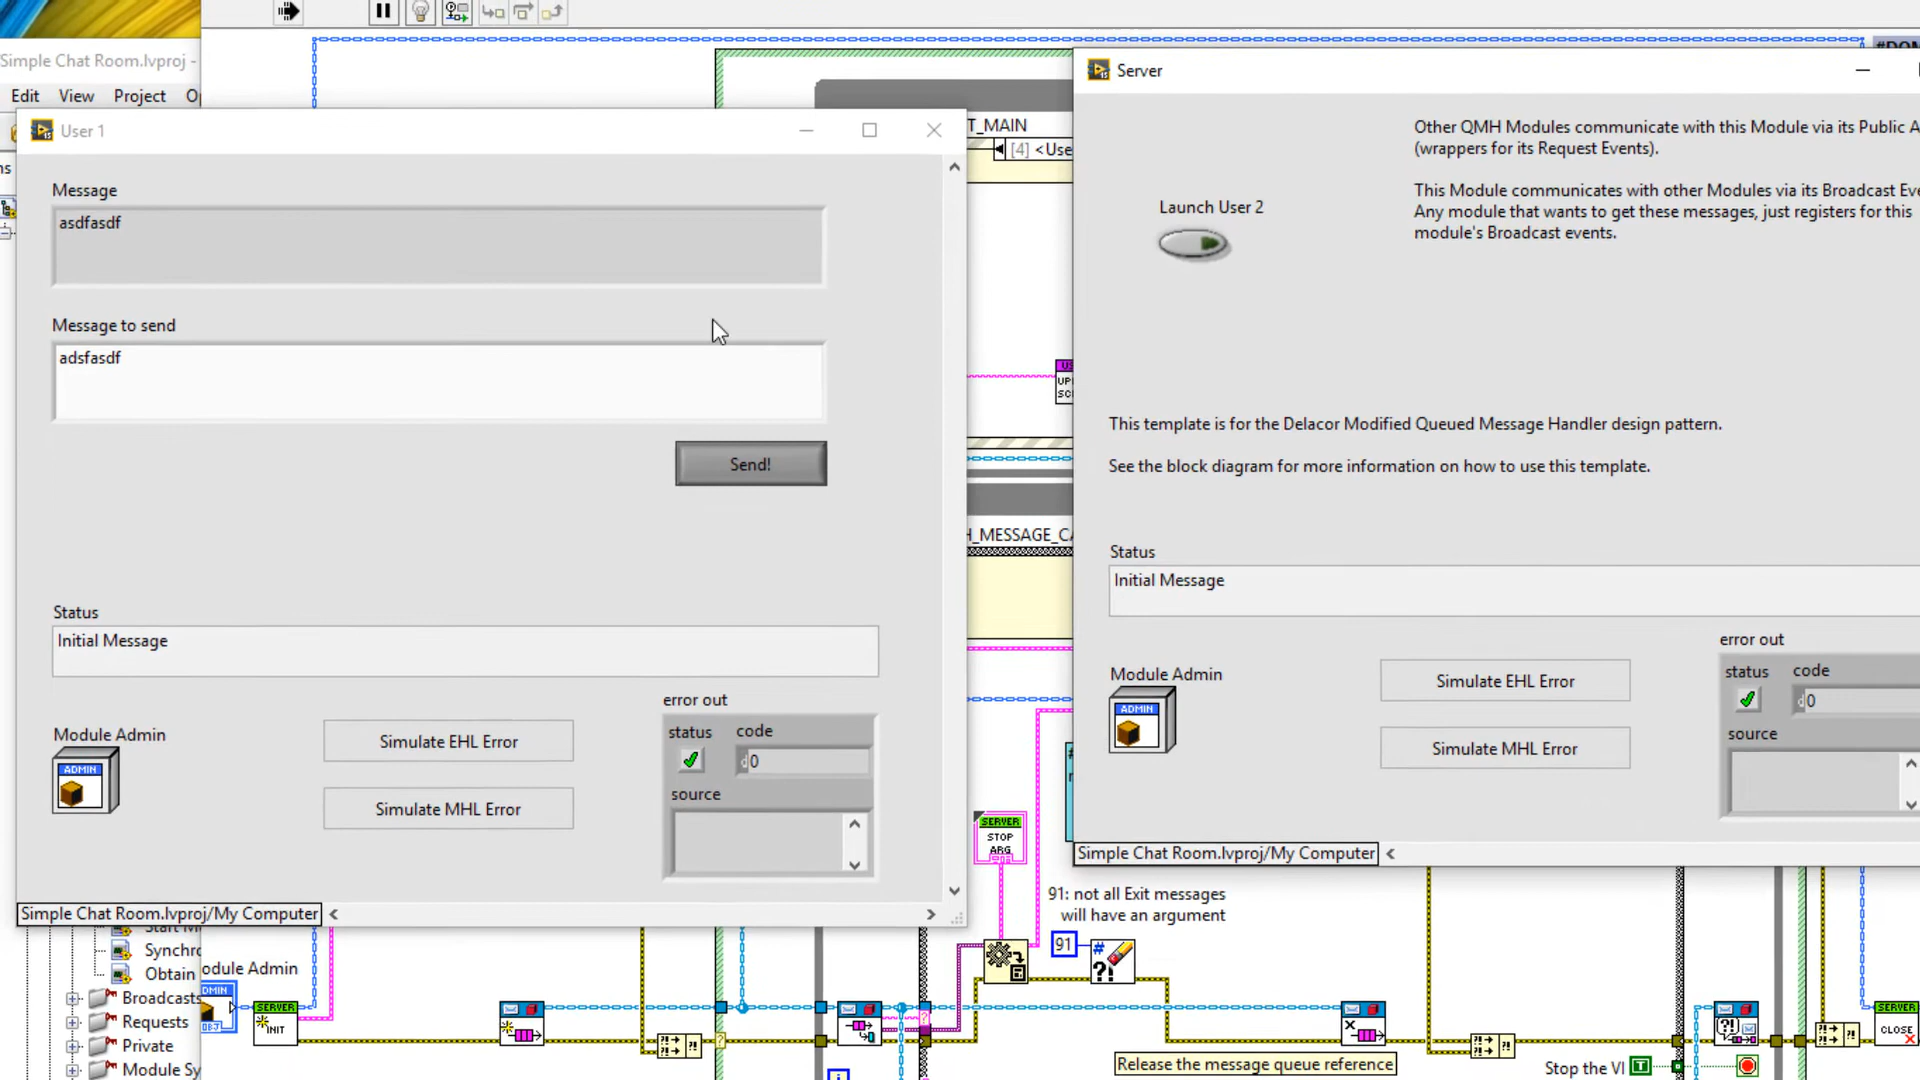 Simple Chat Room.lvproj -
Edit View Project
User 1
Message
asdfasdf
Message to send
adsfasdf
Send!
Status
Initial Message
error out
status code
0
source
Module Admin
ADMIN
Simulate EHL Error
Simulate MHL Error
Simple Chat Room.lvproj/My Computer
T_MAIN
[4] <Use
H_MESSAGE_CA
Server
Other QMH Modules communicate with this Module via its Public A
(wrappers for its Request Events).
This Module communicates with other Modules via its Broadcast Eve
Any module that wants to get these messages, just registers for this
module's Broadcast events.
Launch User 2
This template is for the Delacor Modified Queued Message Handler design pattern.
See the block diagram for more information on how to use this template.
Status
Initial Message
error out
status code
0
source
Module Admin
ADMIN
Simulate EHL Error
Simulate MHL Error
Simple Chat Room.lvproj/My Computer
SERVER
STOP
ARG
91: not all Exit messages
will have an argument
91
Synchro
Obtain
Broadcasts
Requests
Private
Module Sy
odule Admin
SERVER
INIT
Release the message queue reference
Stop the VI
T
SERVER
CLOSE